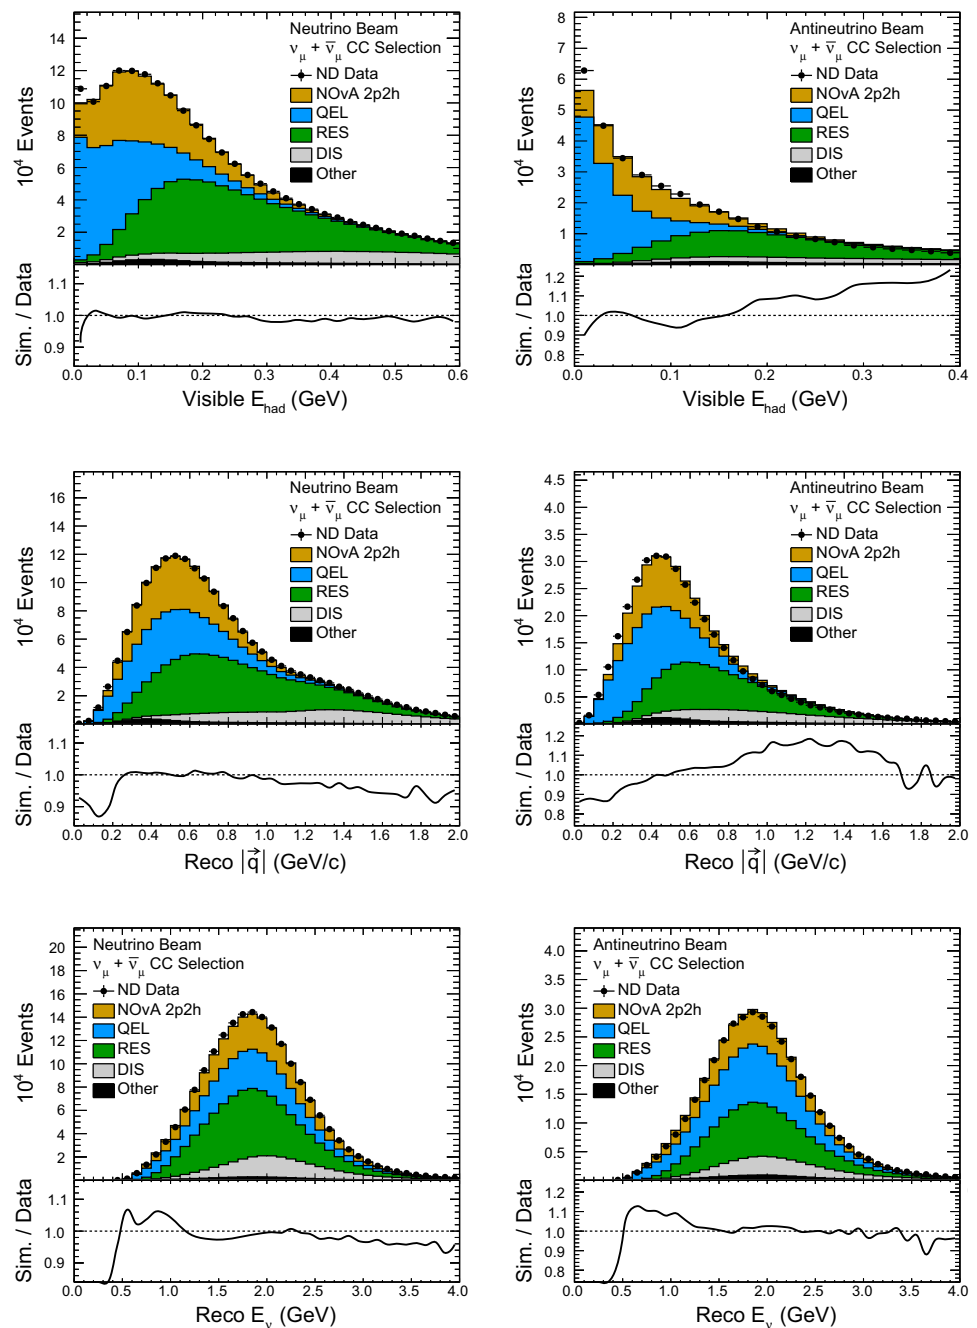 14
12
10
8
6
4
2
10⁴ Events
Neutrino Beam
νμ + ν̄μ CC Selection
ND Data
NOvA 2p2h
QEL
RES
DIS
Other
1.1
1.0
0.9
Sim. / Data
0.0 0.1 0.2 0.3 0.4 0.5 0.6
Visible E_had (GeV)
8
7
6
5
4
3
2
1
10⁴ Events
Antineutrino Beam
νμ + ν̄μ CC Selection
ND Data
NOvA 2p2h
QEL
RES
DIS
Other
1.2
1.1
1.0
0.9
0.8
Sim. / Data
0.0 0.1 0.2 0.3 0.4
Visible E_had (GeV)
16
14
12
10
8
6
4
2
10⁴ Events
Neutrino Beam
νμ + ν̄μ CC Selection
ND Data
NOvA 2p2h
QEL
RES
DIS
Other
1.1
1.0
0.9
Sim. / Data
0.0 0.2 0.4 0.6 0.8 1.0 1.2 1.4 1.6 1.8 2.0
Reco |q⃗| (GeV/c)
4.5
4.0
3.5
3.0
2.5
2.0
1.5
1.0
0.5
10⁴ Events
Antineutrino Beam
νμ + ν̄μ CC Selection
ND Data
NOvA 2p2h
QEL
RES
DIS
Other
1.2
1.1
1.0
0.9
0.8
Sim. / Data
0.0 0.2 0.4 0.6 0.8 1.0 1.2 1.4 1.6 1.8 2.0
Reco |q⃗| (GeV/c)
20
18
16
14
12
10
8
6
4
2
10⁴ Events
Neutrino Beam
νμ + ν̄μ CC Selection
ND Data
NOvA 2p2h
QEL
RES
DIS
Other
1.1
1.0
0.9
Sim. / Data
0.0 0.5 1.0 1.5 2.0 2.5 3.0 3.5 4.0
Reco Eν (GeV)
4.0
3.5
3.0
2.5
2.0
1.5
1.0
0.5
10⁴ Events
Antineutrino Beam
νμ + ν̄μ CC Selection
ND Data
NOvA 2p2h
QEL
RES
DIS
Other
1.2
1.1
1.0
0.9
0.8
Sim. / Data
0.0 0.5 1.0 1.5 2.0 2.5 3.0 3.5 4.0
Reco Eν (GeV)